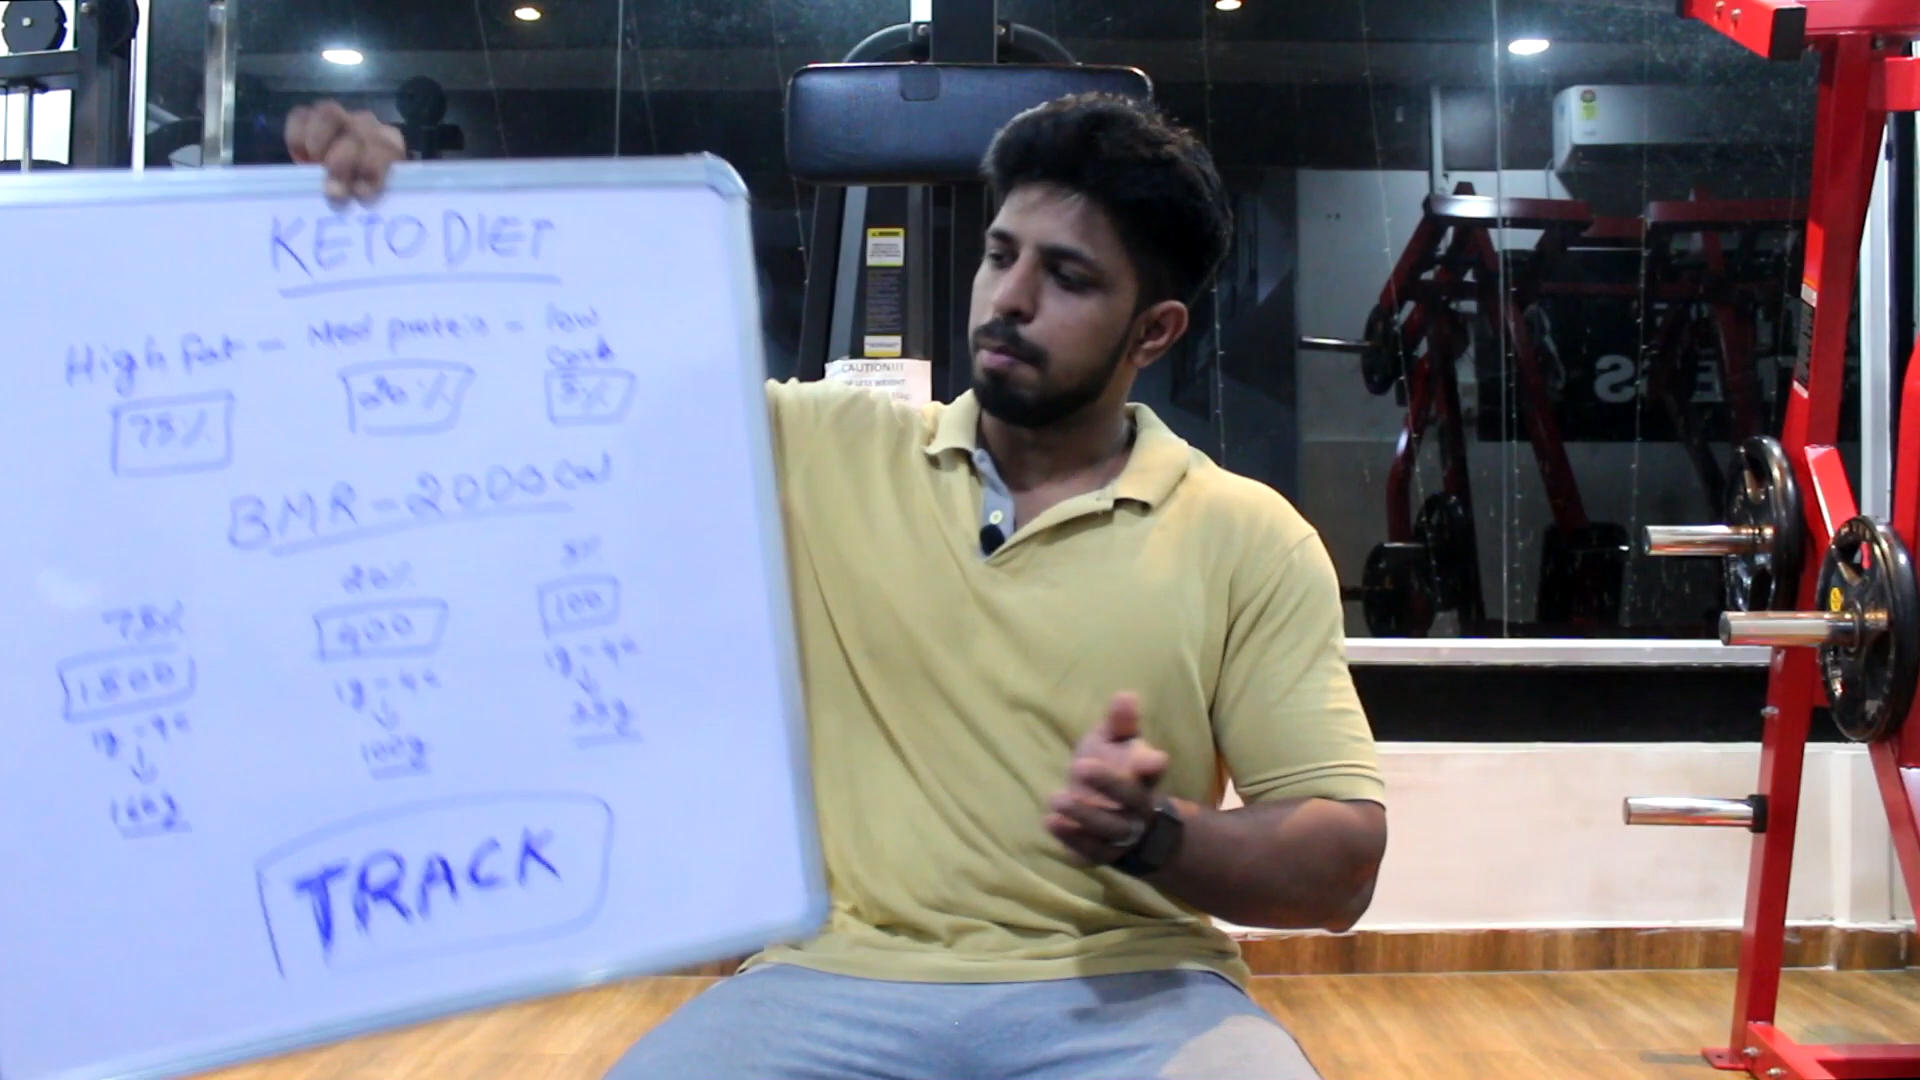 KETO DIET
High fat - Med protein - low carb
75% 20% 5%
BMR - 2000 cal
75% 20% 5%
1500 400 100
1g - 9c 1g - 4c 1g - 4c
160g 100g 25g
TRACK
CAUTION!!!